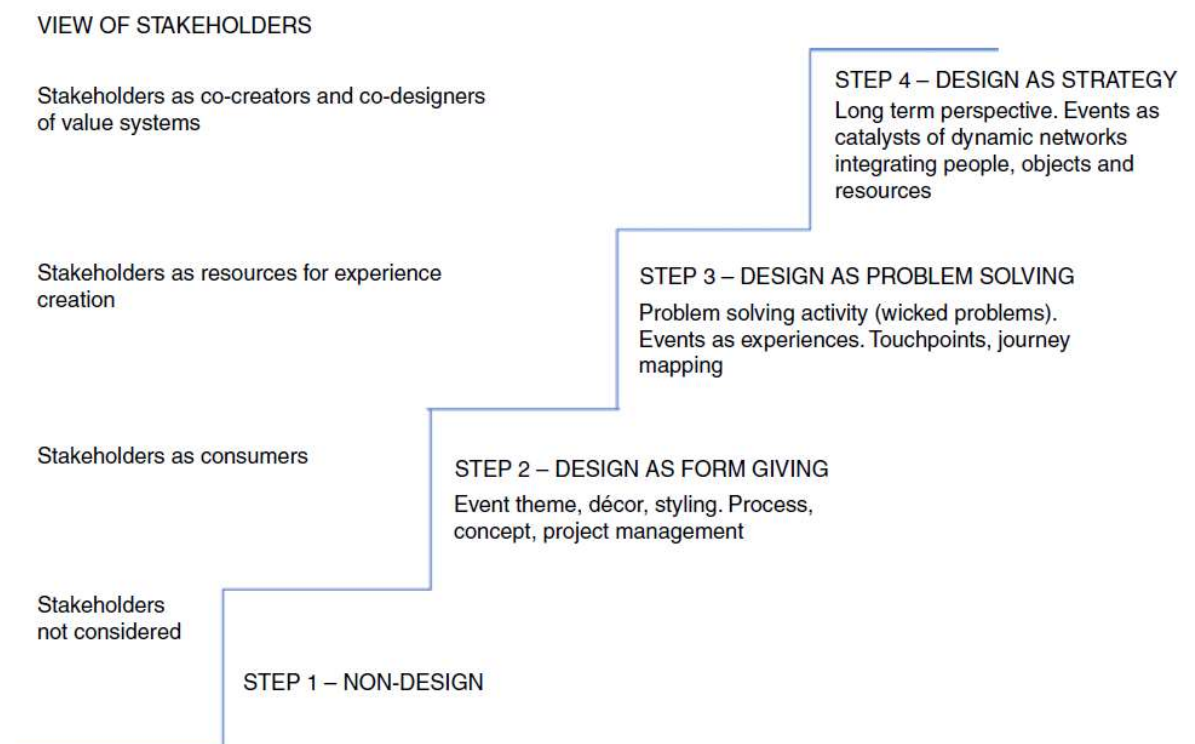 VIEW OF STAKEHOLDERS
Stakeholders as co-creators and co-designers
of value systems
STEP 4 – DESIGN AS STRATEGY
Long term perspective. Events as
catalysts of dynamic networks
integrating people, objects and
resources
Stakeholders as resources for experience
creation
STEP 3 – DESIGN AS PROBLEM SOLVING
Problem solving activity (wicked problems).
Events as experiences. Touchpoints, journey
mapping
Stakeholders as consumers
STEP 2 – DESIGN AS FORM GIVING
Event theme, décor, styling. Process,
concept, project management
Stakeholders
not considered
STEP 1 – NON-DESIGN